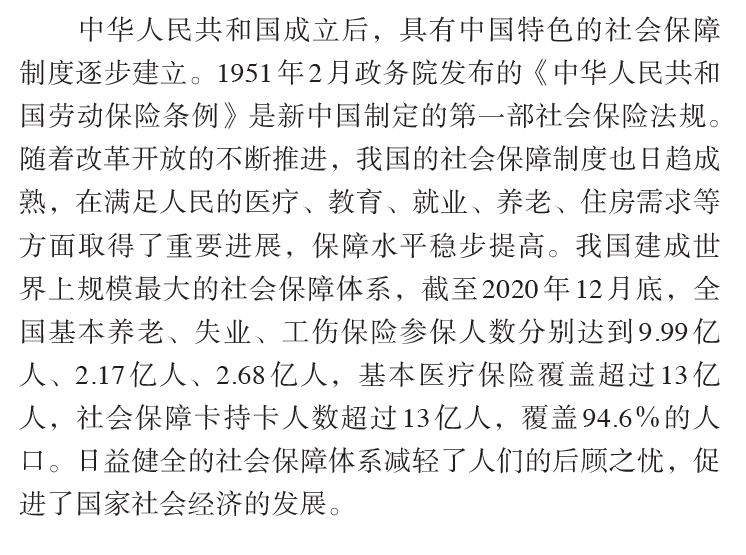 中华人民共和国成立后，具有中国特色的社会保障
制度逐步建立。1951年2月政务院发布的《中华人民共和
国劳动保险条例》是新中国制定的第一部社会保险法规。
随着改革开放的不断推进，我国的社会保障制度也日趋成
熟，在满足人民的医疗、教育、就业、养老、住房需求等
方面取得了重要进展，保障水平稳步提高。我国建成世
界上规模最大的社会保障体系，截至2020年12月底，全
国基本养老、失业、工伤保险参保人数分别达到9.99亿
人、2.17亿人、2.68亿人，基本医疗保险覆盖超过13亿
人，社会保障卡持卡人数超过13亿人，覆盖94.6%的人
口。日益健全的社会保障体系减轻了人们的后顾之忧，促
进了国家社会经济的发展。